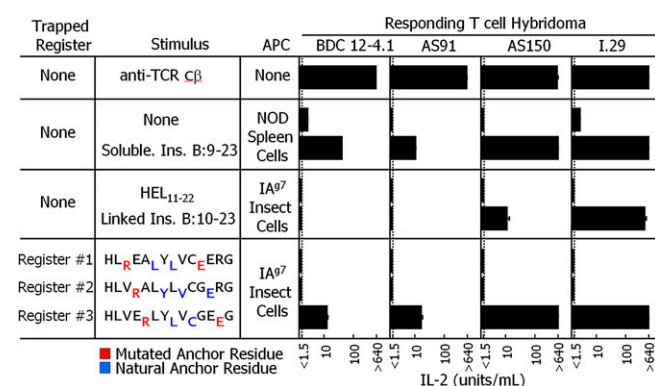 Responding T cell Hybridoma
Trapped Register Stimulus APC BDC 12-4.1 AS91 AS150 I.29
None anti-TCR Cβ None
None None NOD Spleen Cells
Soluble. Ins. B:9-23
None HEL11-22 IAg7 Insect Cells
Linked Ins. B:10-23
Register #1 HLREALYLVCEERG IAg7 Insect Cells
Register #2 HLVRALYLVCGERG
Register #3 HLVERLYLVCGEEG
<1.5 10 100 >640 <1.5 10 100 >640 <1.5 10 100 >640 <1.5 10 100 >640
IL-2 (units/mL)
Mutated Anchor Residue
Natural Anchor Residue